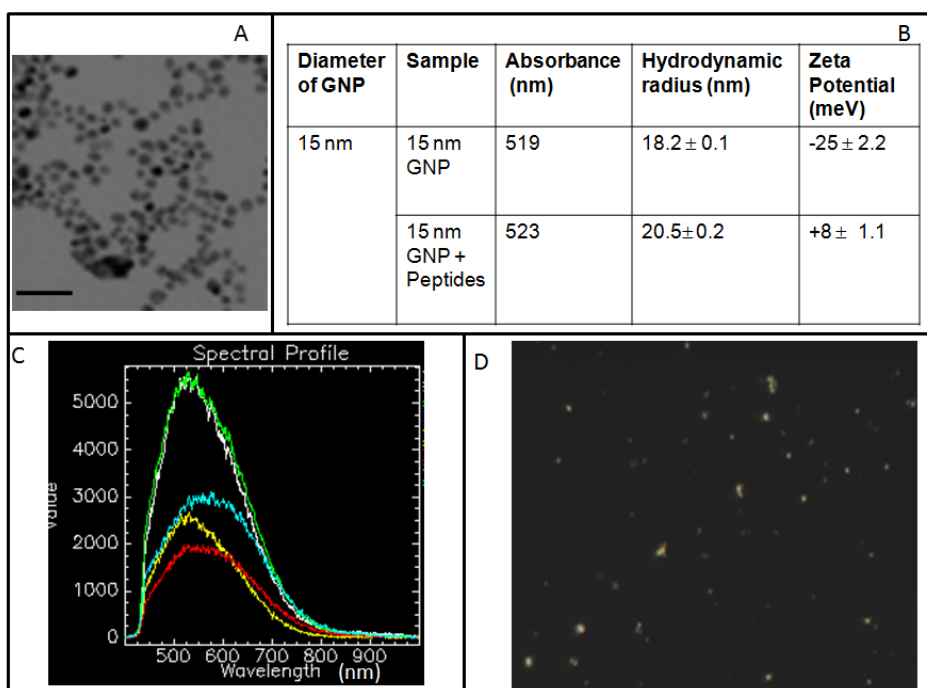 A
B
Diameter of GNP	Sample	Absorbance (nm)	Hydrodynamic radius (nm)	Zeta Potential (meV)
15 nm	15 nm GNP	519	18.2 ± 0.1	-25 ± 2.2
15 nm GNP + Peptides	523	20.5± 0.2	+8 ± 1.1
C
Spectral Profile
Value
5000
4000
3000
2000
1000
0
500 600 700 800 900
Wavelength (nm)
D